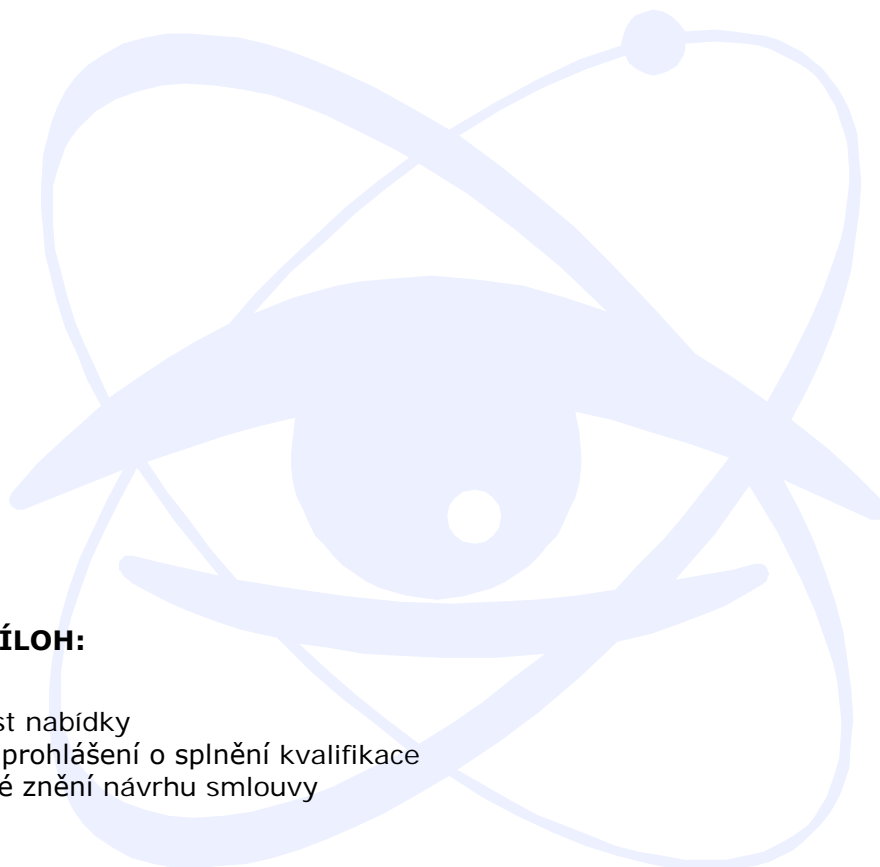 ÍLOH:
st nabídky
prohlášení o splnění kvalifikace
é znění návrhu smlouvy